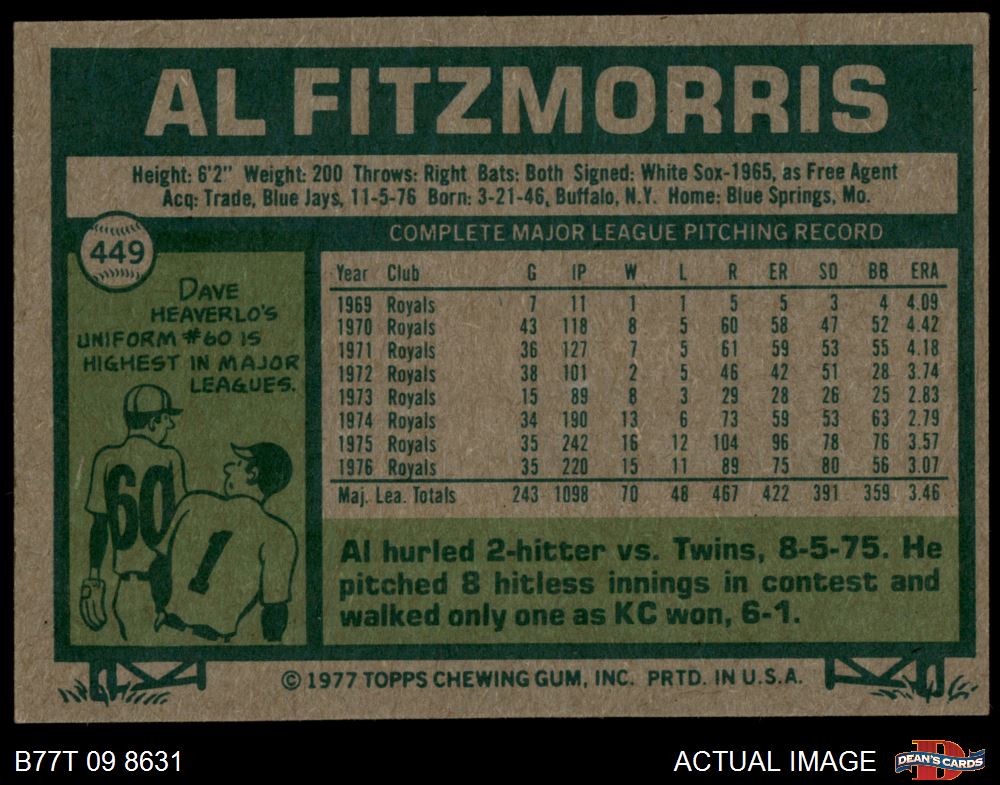 AL FITZMORRIS
Height: 6'2" Weight: 200 Throws: Right Bats: Both Signed: White Sox-1965, as Free Agent
Acq: Trade, Blue Jays, 11-5-76 Born: 3-21-46, Buffalo, N.Y. Home: Blue Springs, Mo.
449
DAVE
HEAVERLO'S
UNIFORM #60 IS
HIGHEST IN MAJOR
LEAGUES.
60
1
COMPLETE MAJOR LEAGUE PITCHING RECORD
Year Club G IP W L R ER SO BB ERA
1969 Royals 7 11 1 1 5 5 3 4 4.09
1970 Royals 43 118 8 5 60 58 47 52 4.42
1971 Royals 36 127 7 5 61 59 53 55 4.18
1972 Royals 38 101 2 5 46 42 51 28 3.74
1973 Royals 15 89 8 3 29 28 26 25 2.83
1974 Royals 34 190 13 6 73 59 53 63 2.79
1975 Royals 35 242 16 12 104 96 78 76 3.57
1976 Royals 35 220 15 11 89 75 80 56 3.07
Maj. Lea. Totals 243 1098 70 48 467 422 391 359 3.46
Al hurled 2-hitter vs. Twins, 8-5-75. He
pitched 8 hitless innings in contest and
walked only one as KC won, 6-1.
© 1977 TOPPS CHEWING GUM, INC. PRTD. IN U.S.A.
B77T 09 8631
ACTUAL IMAGE
D
DEAN'S CARDS